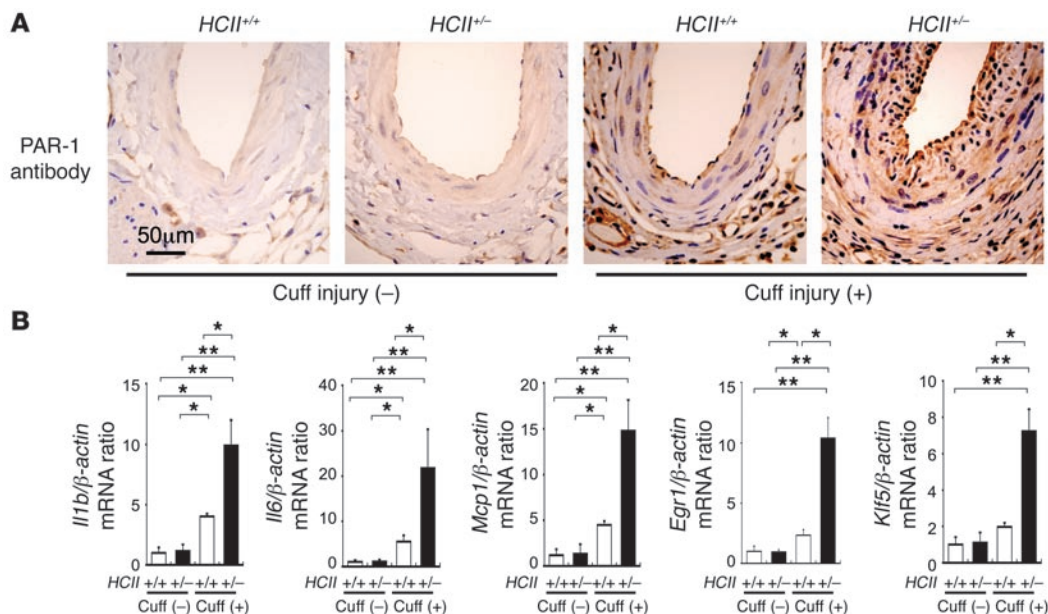 A
HCII+/+ HCII+/– HCII+/+ HCII+/–
PAR-1
antibody
50μm
Cuff injury (–) Cuff injury (+)
B
* * * * * *
** ** ** ** **
** ** ** ** **
* * *
* * *
Il1b/β-actin
mRNA ratio
15
10
5
0
HCII +/+ +/– +/+ +/–
Cuff (–) Cuff (+)
Il6/β-actin
mRNA ratio
40
30
20
10
0
+/+ +/– +/+ +/–
Cuff (–) Cuff (+)
Mcp1/β-actin
mRNA ratio
20
15
10
5
0
HCII +/+ +/– +/+ +/–
Cuff (–) Cuff (+)
Egr1/β-actin
mRNA ratio
15
10
5
0
+/+ +/– +/+ +/–
Cuff (–) Cuff (+)
Klf5/β-actin
mRNA ratio
10
8
6
4
2
0
HCII +/+ +/– +/+ +/–
Cuff (–) Cuff (+)